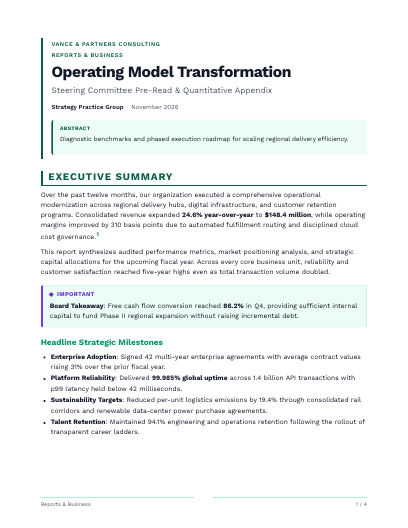 VANCE & PARTNERS CONSULTING
REPORTS & BUSINESS
Operating Model Transformation
Steering Committee Pre-Read & Quantitative Appendix
Strategy Practice Group November 2026
ABSTRACT
Diagnostic benchmarks and phased execution roadmap for scaling regional delivery efficiency.
EXECUTIVE SUMMARY
Over the past twelve months, our organization executed a comprehensive operational
modernization across regional delivery hubs, digital infrastructure, and customer retention
programs. Consolidated revenue expanded 24.6% year-over-year to $148.4 million, while operating
margins improved by 310 basis points due to automated fulfillment routing and disciplined cloud
cost governance.¹
This report synthesizes audited performance metrics, market positioning analysis, and strategic
capital allocations for the upcoming fiscal year. Across every core business unit, reliability and
customer satisfaction reached five-year highs even as total transaction volume doubled.
◆ IMPORTANT
Board Takeaway: Free cash flow conversion reached 86.2% in Q4, providing sufficient internal
capital to fund Phase II regional expansion without raising incremental debt.
Headline Strategic Milestones
• Enterprise Adoption: Signed 42 multi-year enterprise agreements with average contract values
rising 31% over the prior fiscal year.
• Platform Reliability: Delivered 99.985% global uptime across 1.4 billion API transactions with
p99 latency held below 42 milliseconds.
• Sustainability Targets: Reduced per-unit logistics emissions by 19.4% through consolidated rail
corridors and renewable data-center power purchase agreements.
• Talent Retention: Maintained 94.1% engineering and operations retention following the rollout of
transparent career ladders.
Reports & Business
1 / 4